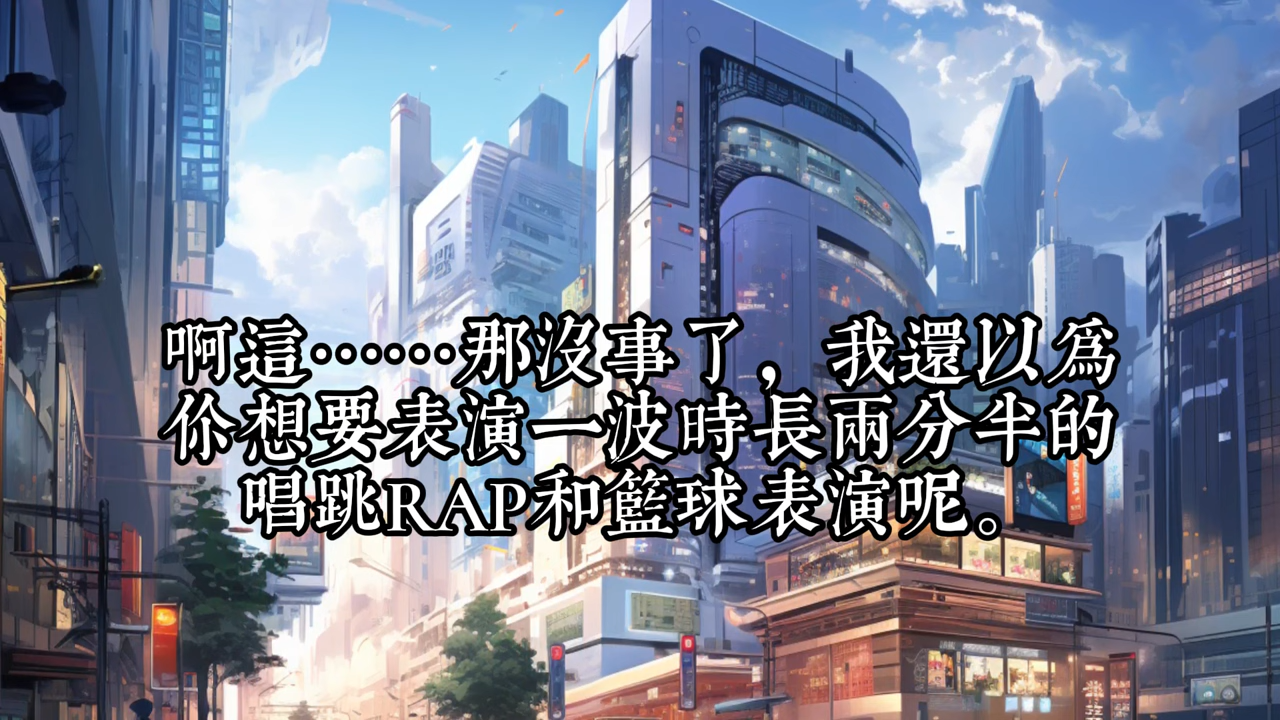 啊這……那沒事了，我還以爲
你想要表演一波時長兩分半的
唱跳RAP和籃球表演呢。